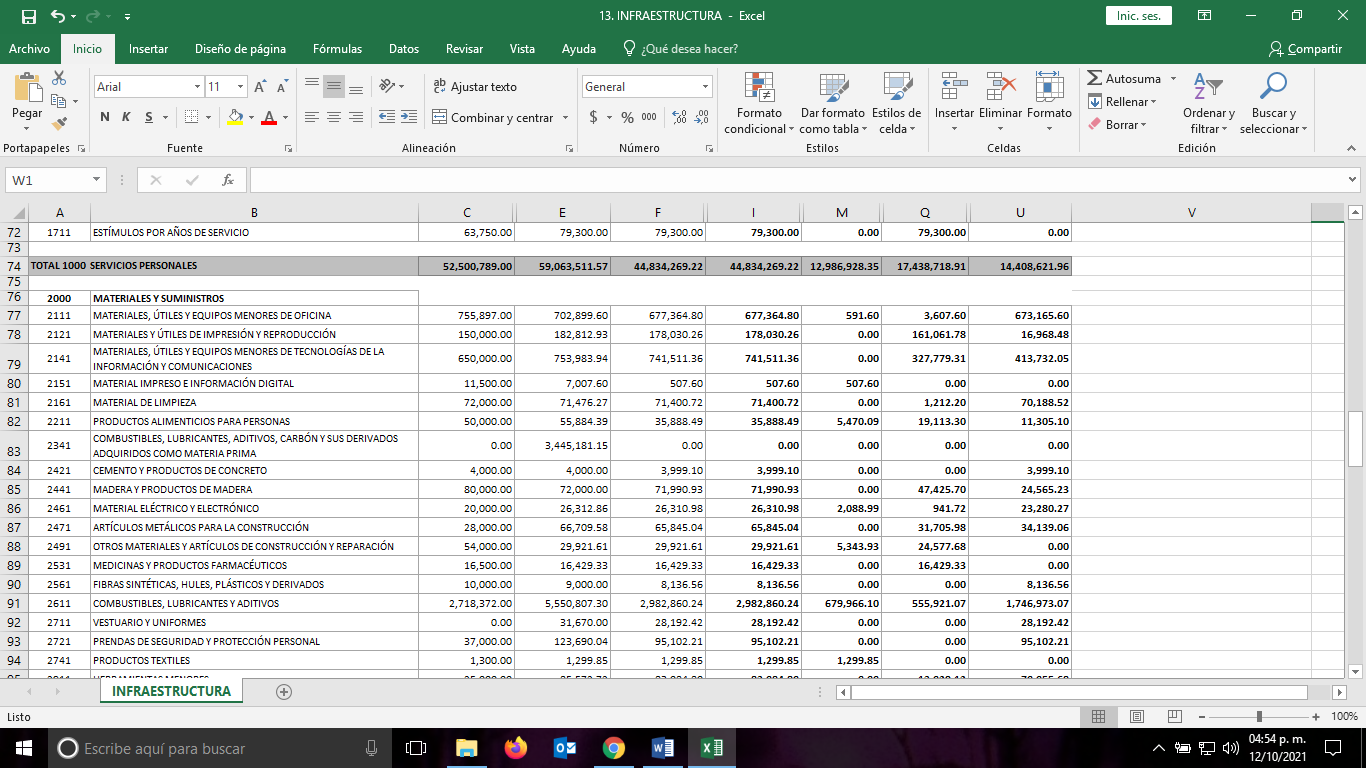 13. INFRAESTRUCTURA - Excel
Inic. ses.
Archivo Inicio Insertar Diseño de página Fórmulas Datos Revisar Vista Ayuda ¿Qué desea hacer? Compartir
Pegar
Arial 11
N K S
Ajustar texto
Combinar y centrar
General
$ % 000
Formato condicional
Dar formato como tabla
Estilos de celda
Insertar Eliminar Formato
Autosuma
Rellenar
Borrar
Ordenar y filtrar
Buscar y seleccionar
Portapapeles Fuente Alineación Número Estilos Celdas Edición
W1 fx
A B C E F I M Q U V
72 1711 ESTÍMULOS POR AÑOS DE SERVICIO 63,750.00 79,300.00 79,300.00 79,300.00 0.00 79,300.00 0.00
73
74 TOTAL 1000 SERVICIOS PERSONALES 52,500,789.00 59,063,511.57 44,834,269.22 44,834,269.22 12,986,928.35 17,438,718.91 14,408,621.96
75
76 2000 MATERIALES Y SUMINISTROS
77 2111 MATERIALES, ÚTILES Y EQUIPOS MENORES DE OFICINA 755,897.00 702,899.60 677,364.80 677,364.80 591.60 3,607.60 673,165.60
78 2121 MATERIALES Y ÚTILES DE IMPRESIÓN Y REPRODUCCIÓN 150,000.00 182,812.93 178,030.26 178,030.26 0.00 161,061.78 16,968.48
MATERIALES, ÚTILES Y EQUIPOS MENORES DE TECNOLOGÍAS DE LA
79 2141 INFORMACIÓN Y COMUNICACIONES 650,000.00 753,983.94 741,511.36 741,511.36 0.00 327,779.31 413,732.05
80 2151 MATERIAL IMPRESO E INFORMACIÓN DIGITAL 11,500.00 7,007.60 507.60 507.60 507.60 0.00 0.00
81 2161 MATERIAL DE LIMPIEZA 72,000.00 71,476.27 71,400.72 71,400.72 0.00 1,212.20 70,188.52
82 2211 PRODUCTOS ALIMENTICIOS PARA PERSONAS 50,000.00 55,884.39 35,888.49 35,888.49 5,470.09 19,113.30 11,305.10
COMBUSTIBLES, LUBRICANTES, ADITIVOS, CARBÓN Y SUS DERIVADOS
83 2341 ADQUIRIDOS COMO MATERIA PRIMA 0.00 3,445,181.15 0.00 0.00 0.00 0.00 0.00
84 2421 CEMENTO Y PRODUCTOS DE CONCRETO 4,000.00 4,000.00 3,999.10 3,999.10 0.00 0.00 3,999.10
85 2441 MADERA Y PRODUCTOS DE MADERA 80,000.00 72,000.00 71,990.93 71,990.93 0.00 47,425.70 24,565.23
86 2461 MATERIAL ELÉCTRICO Y ELECTRÓNICO 20,000.00 26,312.86 26,310.98 26,310.98 2,088.99 941.72 23,280.27
87 2471 ARTÍCULOS METÁLICOS PARA LA CONSTRUCCIÓN 28,000.00 66,709.58 65,845.04 65,845.04 0.00 31,705.98 34,139.06
88 2491 OTROS MATERIALES Y ARTÍCULOS DE CONSTRUCCIÓN Y REPARACIÓN 54,000.00 29,921.61 29,921.61 29,921.61 5,343.93 24,577.68 0.00
89 2531 MEDICINAS Y PRODUCTOS FARMACÉUTICOS 16,500.00 16,429.33 16,429.33 16,429.33 0.00 16,429.33 0.00
90 2561 FIBRAS SINTÉTICAS, HULES, PLÁSTICOS Y DERIVADOS 10,000.00 9,000.00 8,136.56 8,136.56 0.00 0.00 8,136.56
91 2611 COMBUSTIBLES, LUBRICANTES Y ADITIVOS 2,718,372.00 5,550,807.30 2,982,860.24 2,982,860.24 679,966.10 555,921.07 1,746,973.07
92 2711 VESTUARIO Y UNIFORMES 0.00 31,670.00 28,192.42 28,192.42 0.00 0.00 28,192.42
93 2721 PRENDAS DE SEGURIDAD Y PROTECCIÓN PERSONAL 37,000.00 123,690.04 95,102.21 95,102.21 0.00 0.00 95,102.21
94 2741 PRODUCTOS TEXTILES 1,300.00 1,299.85 1,299.85 1,299.85 1,299.85 0.00 0.00
INFRAESTRUCTURA
Listo 100%
Escribe aquí para buscar
04:54 p. m.
12/10/2021